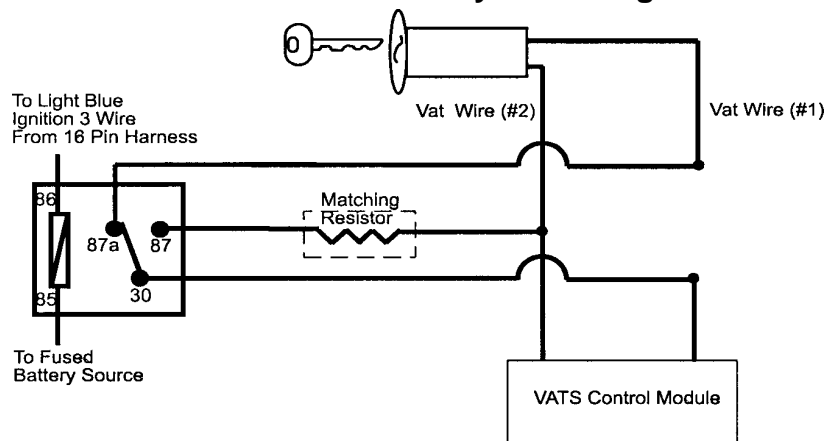 Vat Wire (#2)
Vat Wire (#1)
To Light Blue
Ignition 3 Wire
From 16 Pin Harness
86
87a
87
Matching
Resistor
85
30
To Fused
Battery Source
VATS Control Module